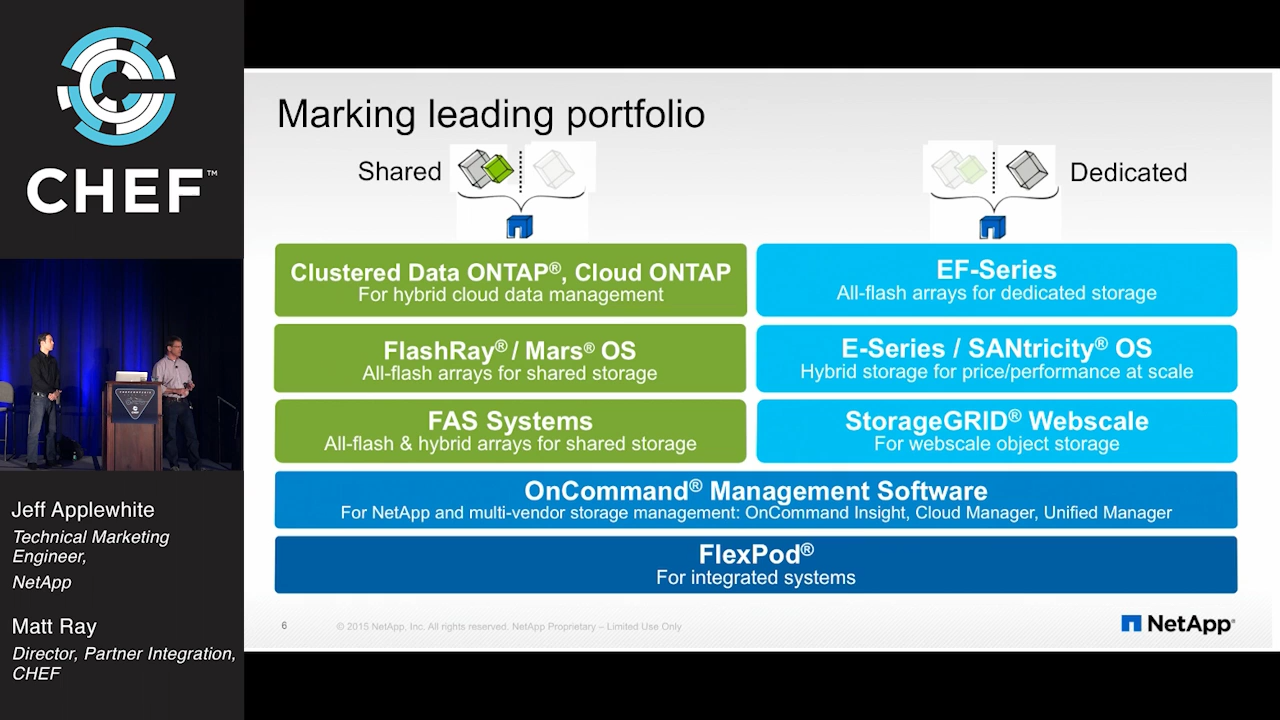 CHEF™
Jeff Applewhite
Technical Marketing
Engineer,
NetApp
Matt Ray
Director, Partner Integration,
CHEF
Marking leading portfolio
Shared
Dedicated
Clustered Data ONTAP®, Cloud ONTAP
For hybrid cloud data management
FlashRay® / Mars® OS
All-flash arrays for shared storage
FAS Systems
All-flash & hybrid arrays for shared storage
EF-Series
All-flash arrays for dedicated storage
E-Series / SANtricity® OS
Hybrid storage for price/performance at scale
StorageGRID® Webscale
For webscale object storage
OnCommand® Management Software
For NetApp and multi-vendor storage management: OnCommand Insight, Cloud Manager, Unified Manager
FlexPod®
For integrated systems
6
© 2015 NetApp, Inc. All rights reserved. NetApp Proprietary – Limited Use Only
NetApp®